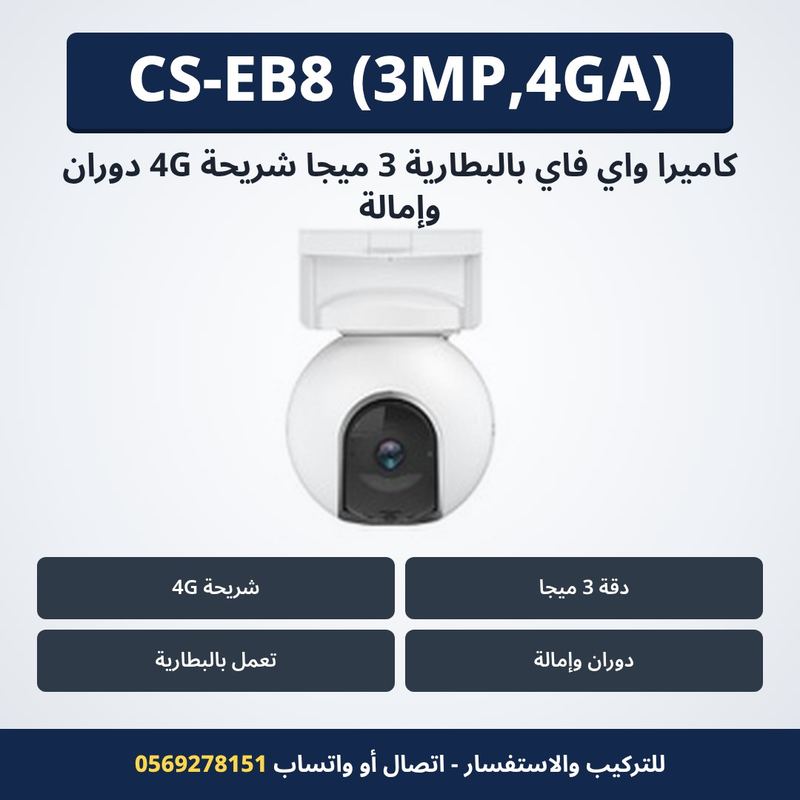 CS-EB8 (3MP,4GA)
كاميرا واي فاي بالبطارية 3 ميجا شريحة 4G دوران
وإمالة
دقة 3 ميجا
شريحة 4G
دوران وإمالة
تعمل بالبطارية
للتركيب والاستفسار - اتصال أو واتساب 0569278151